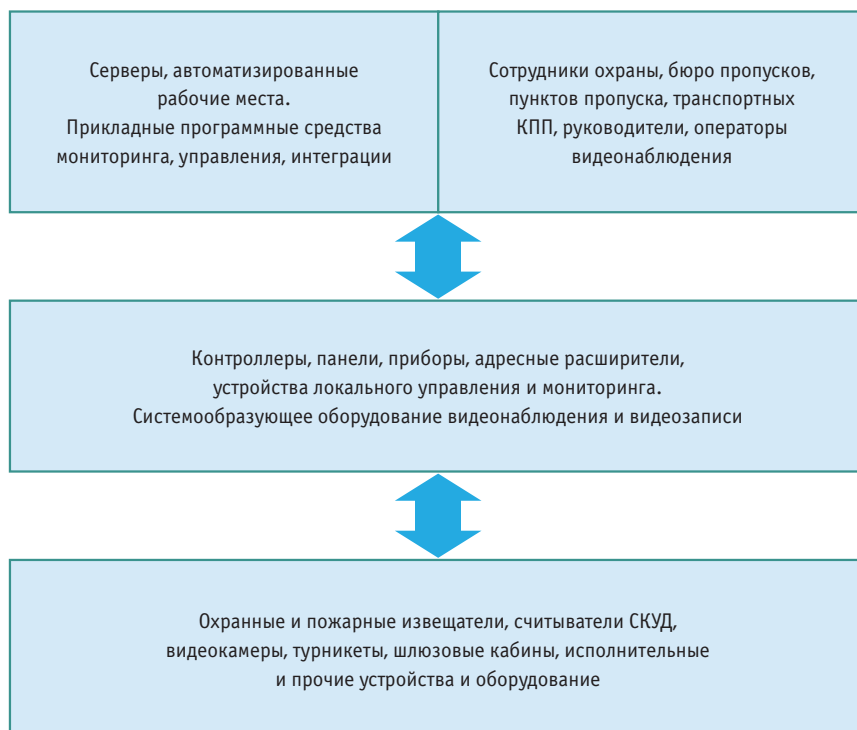 Серверы, автоматизированные
рабочие места.
Прикладные программные средства
мониторинга, управления, интеграции
Сотрудники охраны, бюро пропусков,
пунктов пропуска, транспортных
КПП, руководители, операторы
видеонаблюдения
Контроллеры, панели, приборы, адресные расширители,
устройства локального управления и мониторинга.
Системообразующее оборудование видеонаблюдения и видеозаписи
Охранные и пожарные извещатели, считыватели СКУД,
видеокамеры, турникеты, шлюзовые кабины, исполнительные
и прочие устройства и оборудование